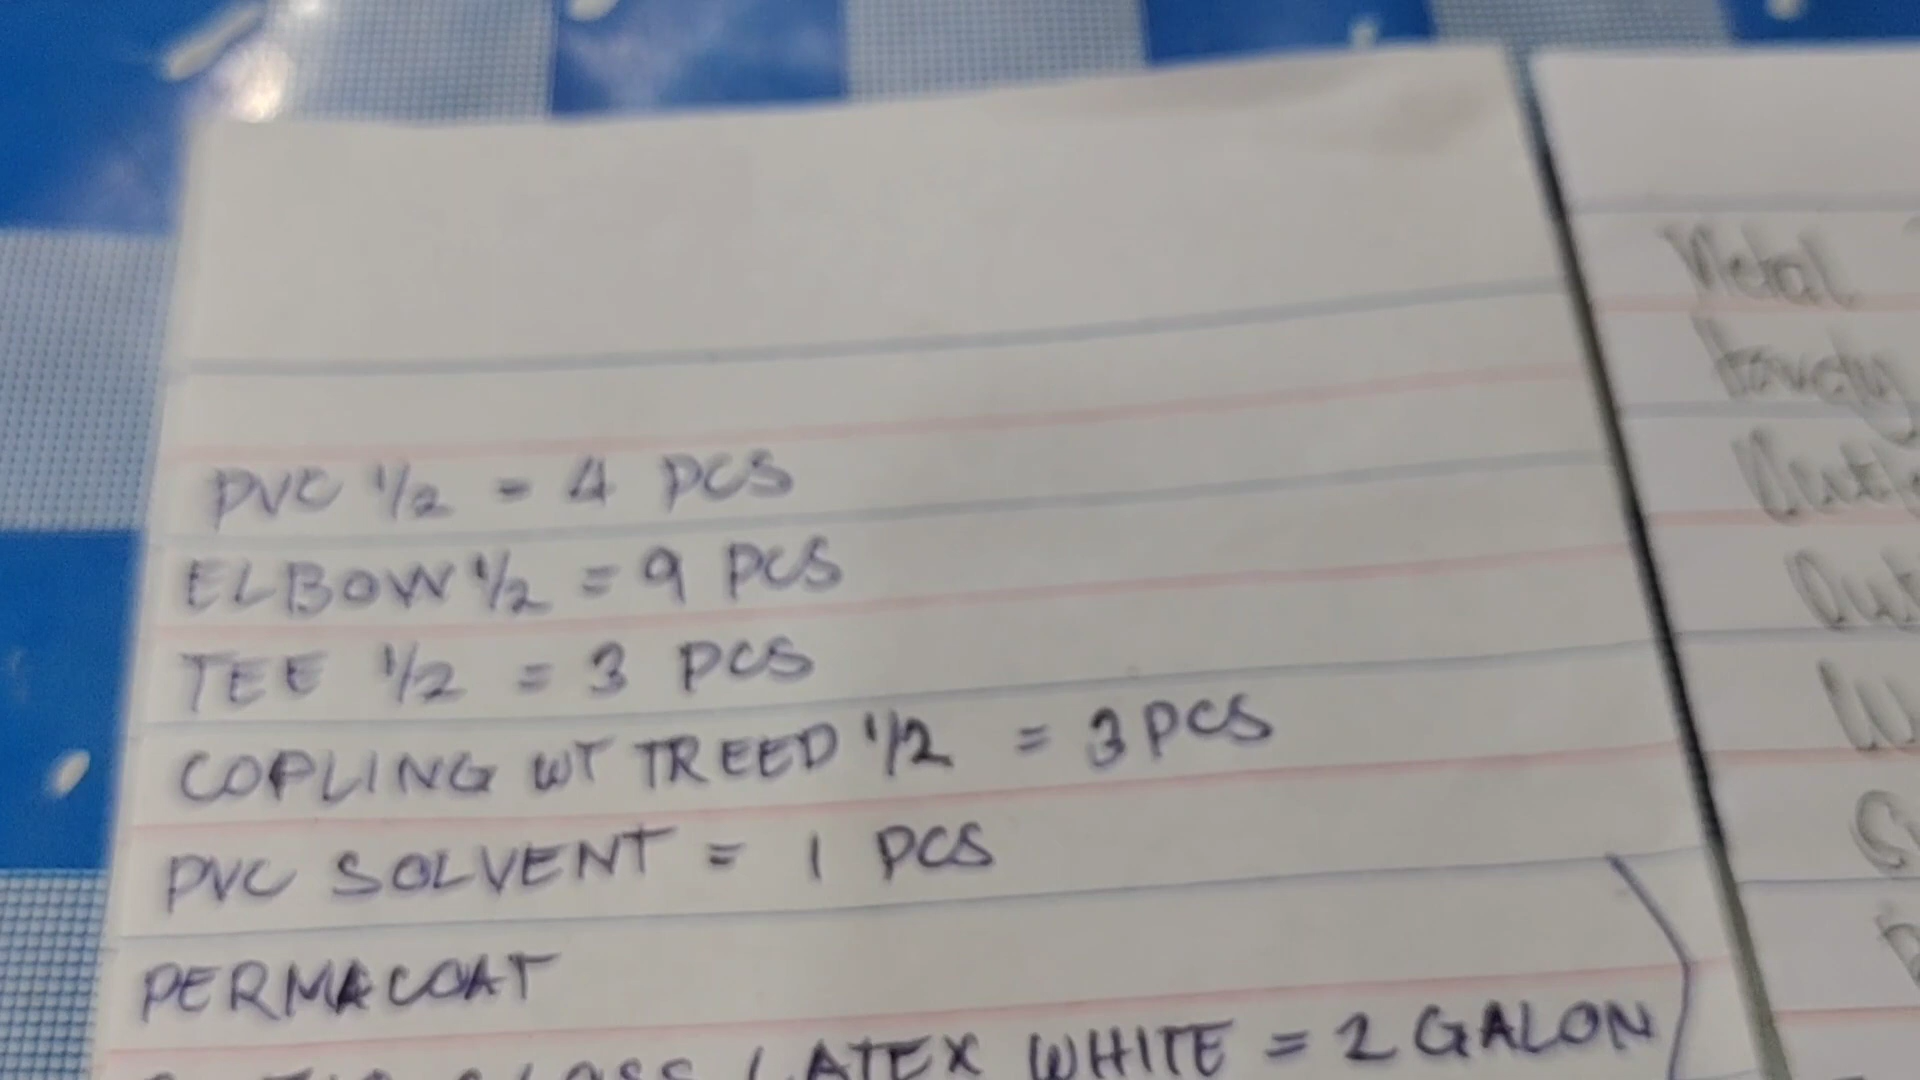 PVC 1/2 = 4 PCS
ELBOW 1/2 = 9 PCS
TEE 1/2 = 3 PCS
COPLING WT TREED 1/2 = 3 PCS
PVC SOLVENT = 1 PCS
PERMACOAT
LATEX WHITE = 2 GALON
Metal